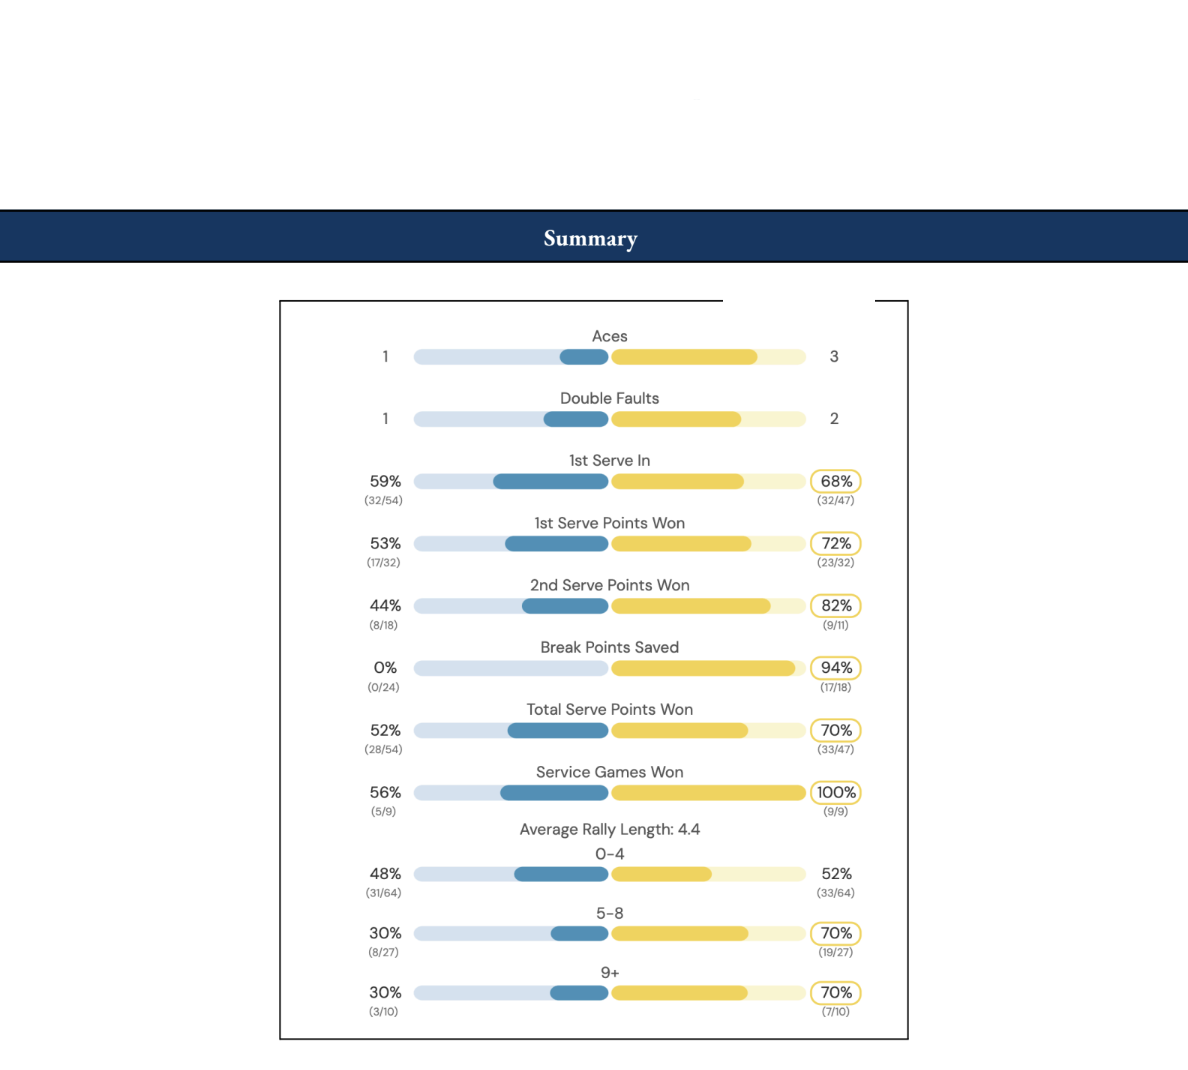 Summary
Aces
1 3
Double Faults
1 2
1st Serve In
59% 68%
(32/54) (32/47)
1st Serve Points Won
53% 72%
(17/32) (23/32)
2nd Serve Points Won
44% 82%
(8/18) (9/11)
Break Points Saved
0% 94%
(0/24) (17/18)
Total Serve Points Won
52% 70%
(28/54) (33/47)
Service Games Won
56% 100%
(5/9) (9/9)
Average Rally Length: 4.4
0-4
48% 52%
(31/64) (33/64)
5-8
30% 70%
(8/27) (19/27)
9+
30% 70%
(3/10) (7/10)